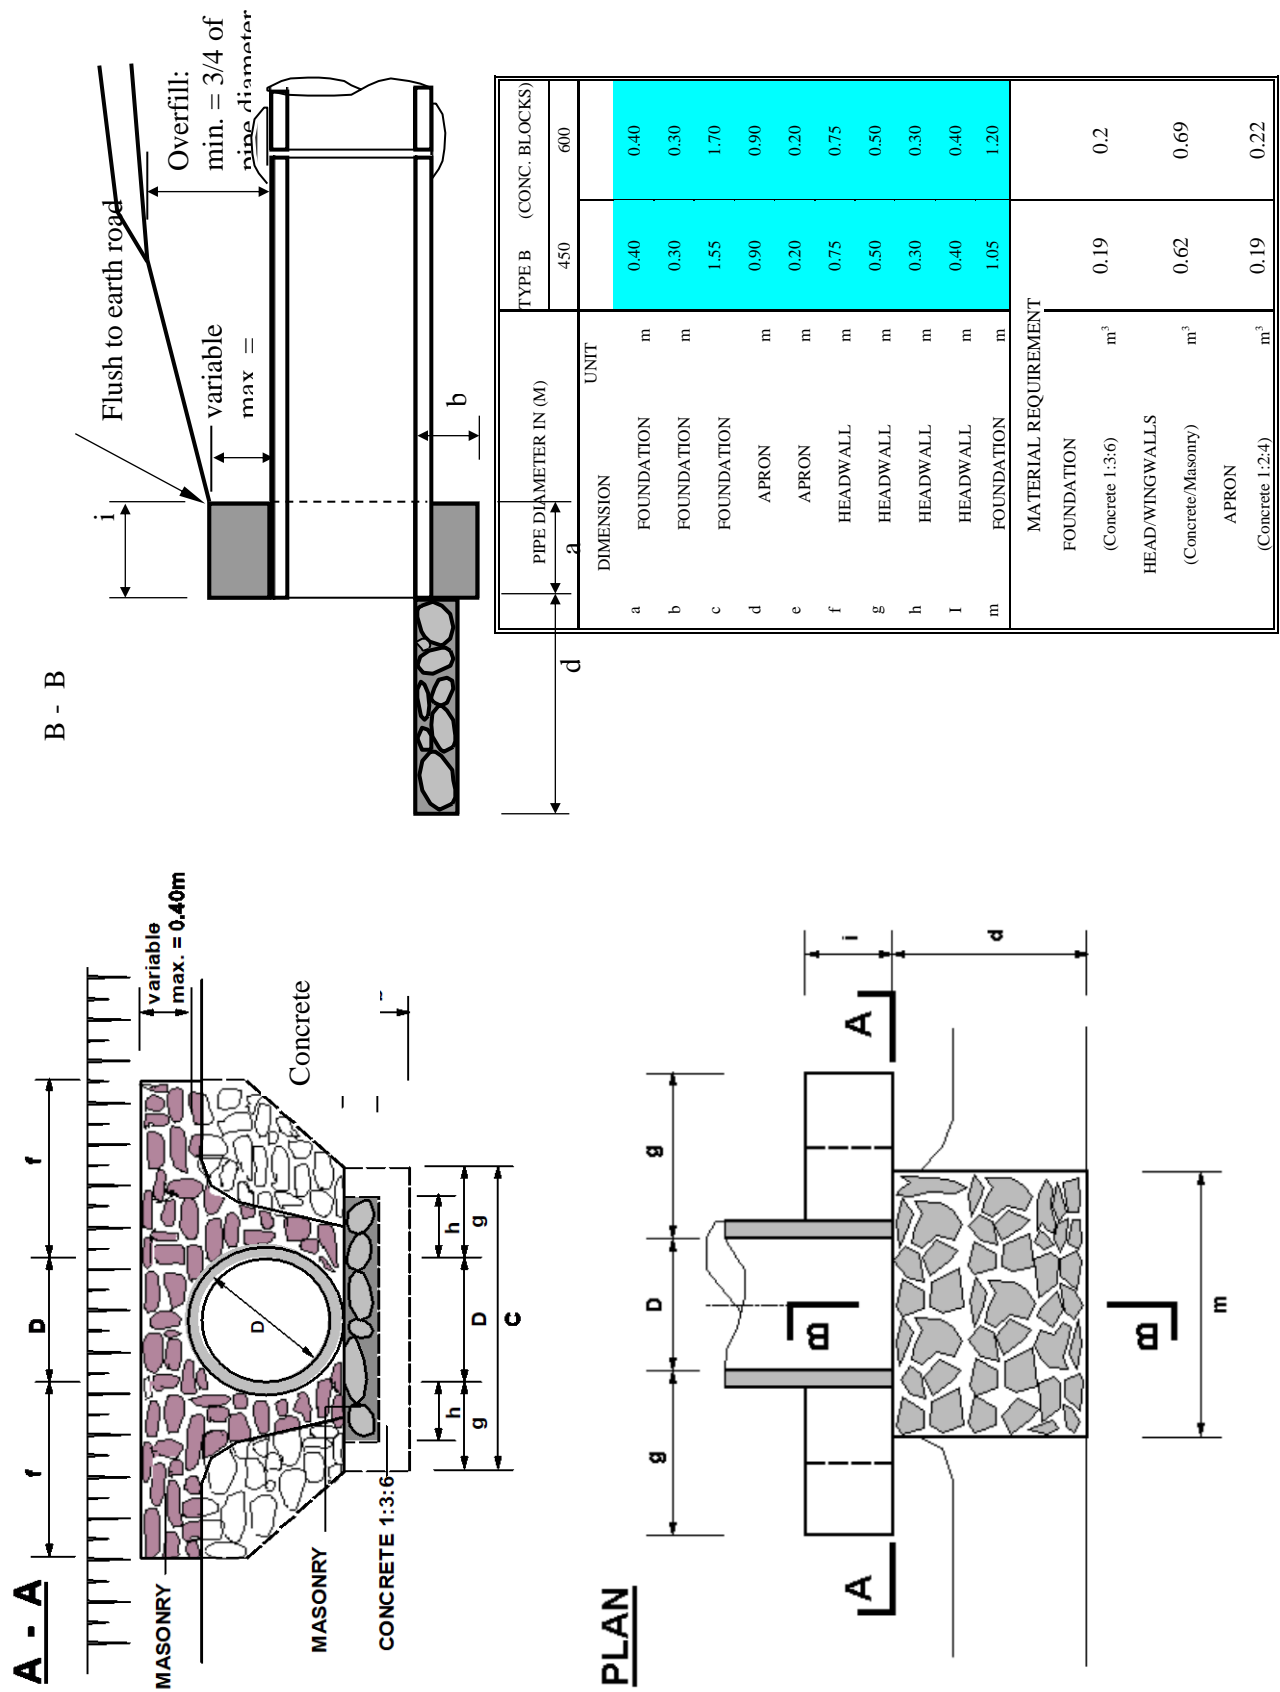 A - A
f
D
f
variable
max. = 0.40m
MASONRY
D
MASONRY
CONCRETE 1:3:6
Concrete
h
h
g
D
g
C
B - B
i
Flush to earth road
variable
max =
Overfill:
min. = 3/4 of
pipe diameter
b
a
d
PLAN
g
D
g
i
d
A
A
B
B
m
PIPE DIAMETER IN (M) TYPE B (CONC. BLOCKS)
450 600
DIMENSION UNIT
a FOUNDATION m 0.40 0.40
b FOUNDATION m 0.30 0.30
c FOUNDATION 1.55 1.70
d APRON m 0.90 0.90
e APRON m 0.20 0.20
f HEADWALL m 0.75 0.75
g HEADWALL m 0.50 0.50
h HEADWALL m 0.30 0.30
I HEADWALL m 0.40 0.40
m FOUNDATION m 1.05 1.20
MATERIAL REQUIREMENT
FOUNDATION
(Concrete 1:3:6) m³ 0.19 0.2
HEAD/WINGWALLS
(Concrete/Masonry) m³ 0.62 0.69
APRON
(Concrete 1:2:4) m³ 0.19 0.22